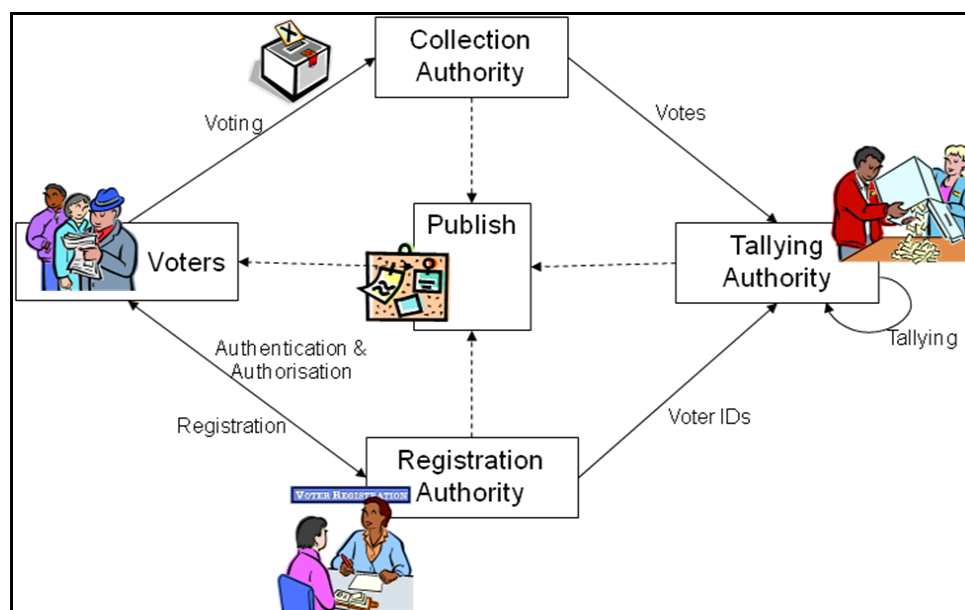 Collection
Authority
Voting
Votes
Publish
Voters
Tallying
Authority
Tallying
Authentication &
Authorisation
Registration
Voter IDs
Registration
Authority
VOTER REGISTRATION